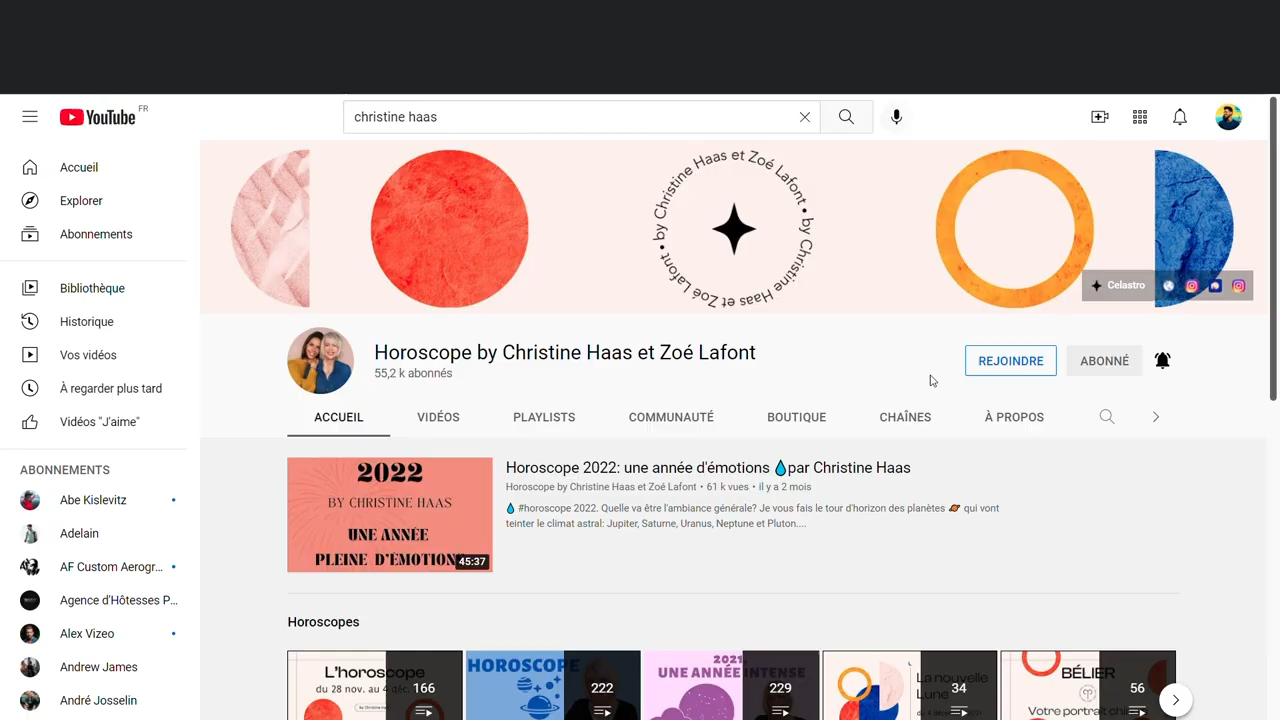 YouTube FR
christine haas
Accueil
Explorer
Abonnements
Bibliothèque
Historique
Vos vidéos
À regarder plus tard
Vidéos "J'aime"
ABONNEMENTS
Abe Kislevitz
Adelain
AF Custom Aerogr...
Agence d'Hôtesses P...
Alex Vizeo
Andrew James
André Josselin
by Christine Haas et Zoé Lafont • by Christine Haas et Zoé Lafont •
Celastro
Horoscope by Christine Haas et Zoé Lafont
55,2 k abonnés
REJOINDRE
ABONNÉ
ACCUEIL
VIDÉOS
PLAYLISTS
COMMUNAUTÉ
BOUTIQUE
CHAÎNES
À PROPOS
2022
BY CHRISTINE HAAS
UNE ANNÉE
PLEINE D'ÉMOTION
45:37
Horoscope 2022: une année d'émotions 💧par Christine Haas
Horoscope by Christine Haas et Zoé Lafont • 61 k vues • il y a 2 mois
💧 #horoscope 2022. Quelle va être l'ambiance générale? Je vous fais le tour d'horizon des planètes 🪐 qui vont
teinter le climat astral: Jupiter, Saturne, Uranus, Neptune et Pluton....
Horoscopes
L'horoscope
du 28 nov. au 4 déc.
166
HOROSCOPE
222
2021,
UNE ANNÉE INTENSE
229
La nouvelle
Lune
34
BÉLIER
Votre portrait
56